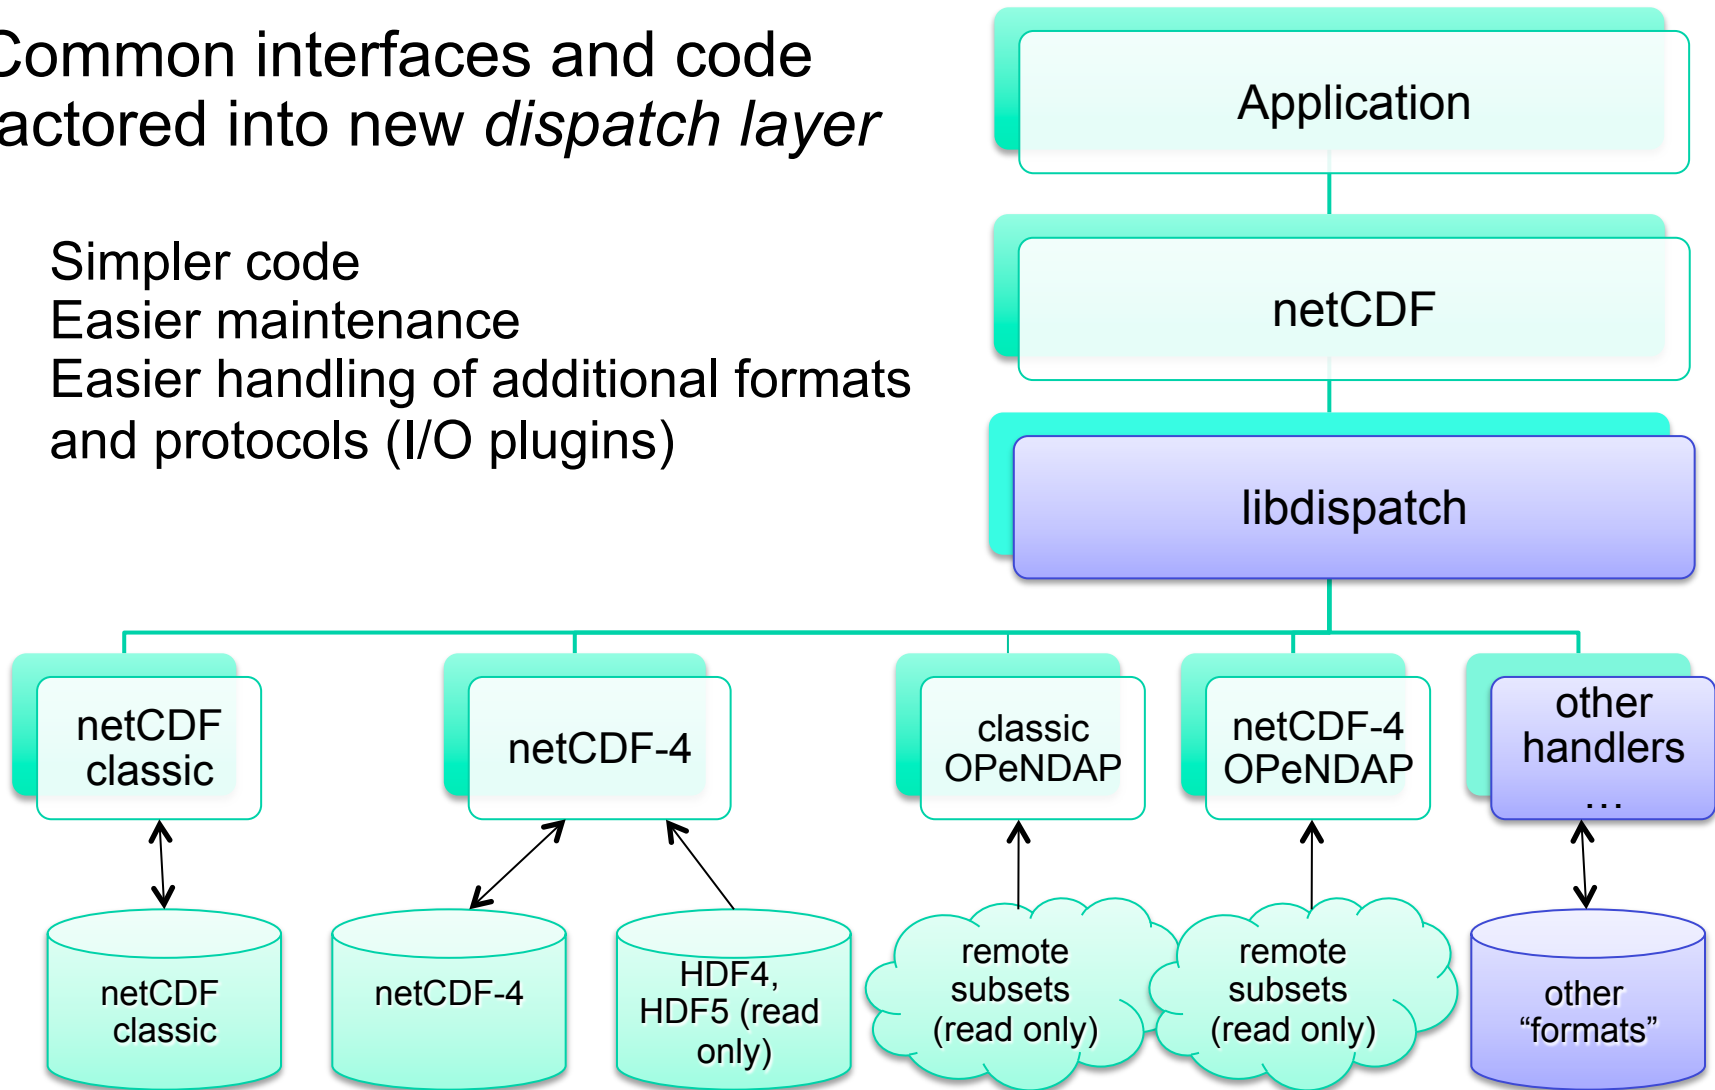 Common interfaces and code
factored into new dispatch layer
Simpler code
Easier maintenance
Easier handling of additional formats
and protocols (I/O plugins)
Application
netCDF
libdispatch
netCDF
classic
netCDF-4
classic
OPeNDAP
netCDF-4
OPeNDAP
other
handlers
…
netCDF
classic
netCDF-4
HDF4,
HDF5 (read
only)
remote
subsets
(read only)
remote
subsets
(read only)
other
“formats”